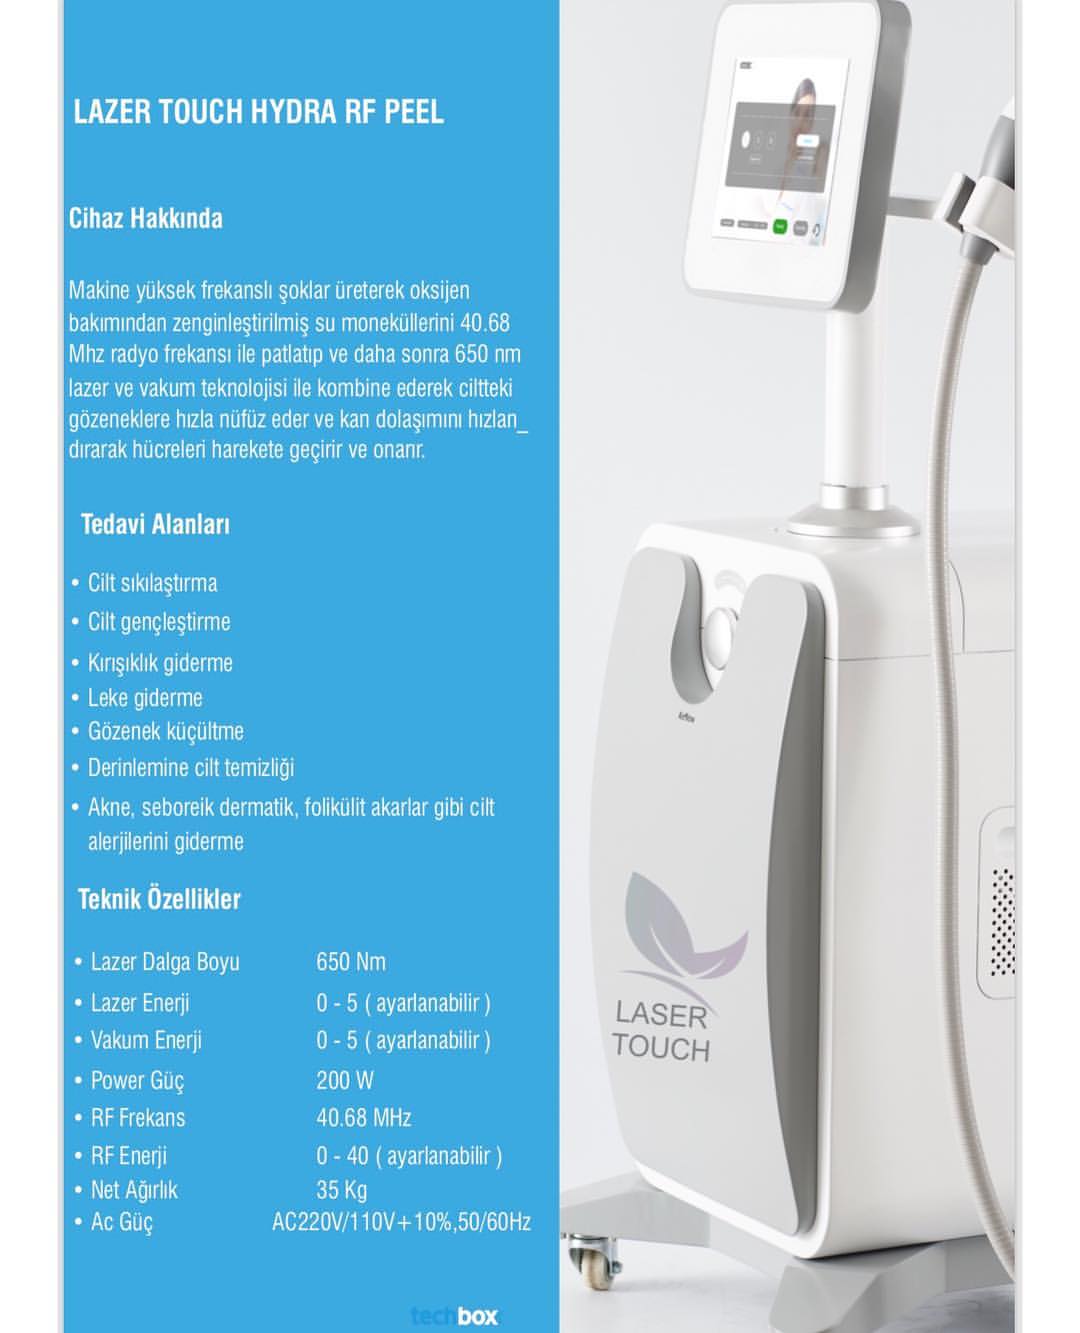 LAZER TOUCH HYDRA RF PEEL
Cihaz Hakkında
Makine yüksek frekanslı şoklar üreterek oksijen
bakımından zenginleştirilmiş su moneküllerini 40.68
Mhz radyo frekansı ile patlatıp ve daha sonra 650 nm
lazer ve vakum teknolojisi ile kombine ederek ciltteki
gözeneklere hızla nüfüz eder ve kan dolaşımını hızlan_
dırarak hücreleri harekete geçirir ve onarır.
Tedavi Alanları
• Cilt sıkılaştırma
• Cilt gençleştirme
• Kırışıklık giderme
• Leke giderme
• Gözenek küçültme
• Derinlemine cilt temizliği
• Akne, seboreik dermatik, folikülit akarlar gibi cilt
alerjilerini giderme
Teknik Özellikler
• Lazer Dalga Boyu 650 Nm
• Lazer Enerji 0 - 5 ( ayarlanabilir )
• Vakum Enerji 0 - 5 ( ayarlanabilir )
• Power Güç 200 W
• RF Frekans 40.68 MHz
• RF Enerji 0 - 40 ( ayarlanabilir )
• Net Ağırlık 35 Kg
• Ac Güç AC220V/110V+10%,50/60Hz
techbox
LASER
TOUCH